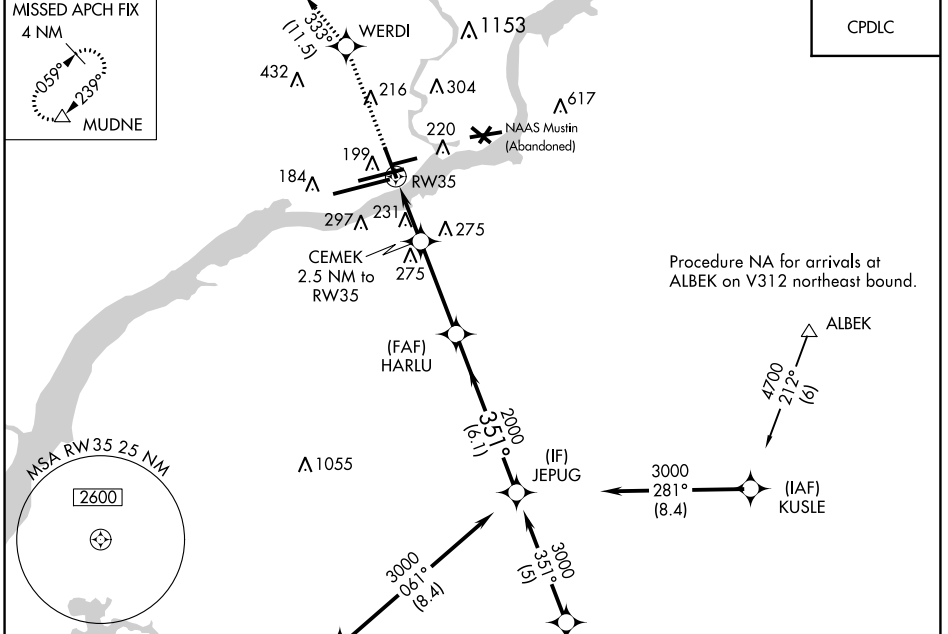 MISSED APCH FIX
4 NM
059°
239°
MUDNE
333°
(11.5)
WERDI
1153
CPDLC
432
216
304
617
220
NAAS Mustin
(Abandoned)
199
184
RW35
297
231
275
CEMEK
2.5 NM to
RW35
275
Procedure NA for arrivals at
ALBEK on V312 northeast bound.
ALBEK
(FAF)
HARLU
4700
212°
(6)
2000
351°
(6.1)
MSA RW35 25 NM
2600
1055
(IF)
JEPUG
3000
281°
(8.4)
(IAF)
KUSLE
3000
061°
(8.4)
3000
351°
(5)